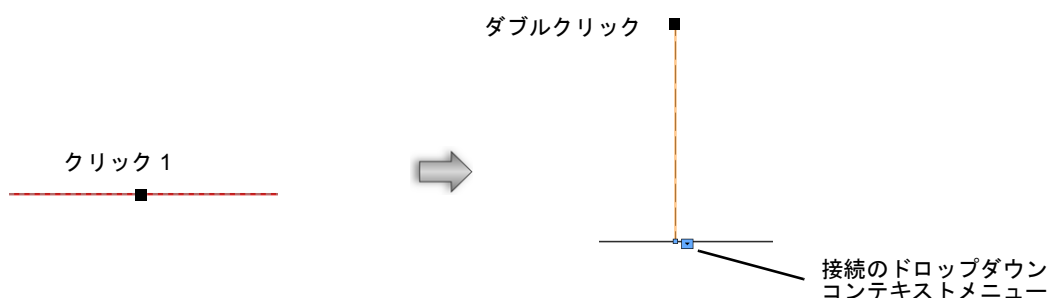 ダブルクリック
クリック 1
接続のドロップダウン
コンテキストメニュー